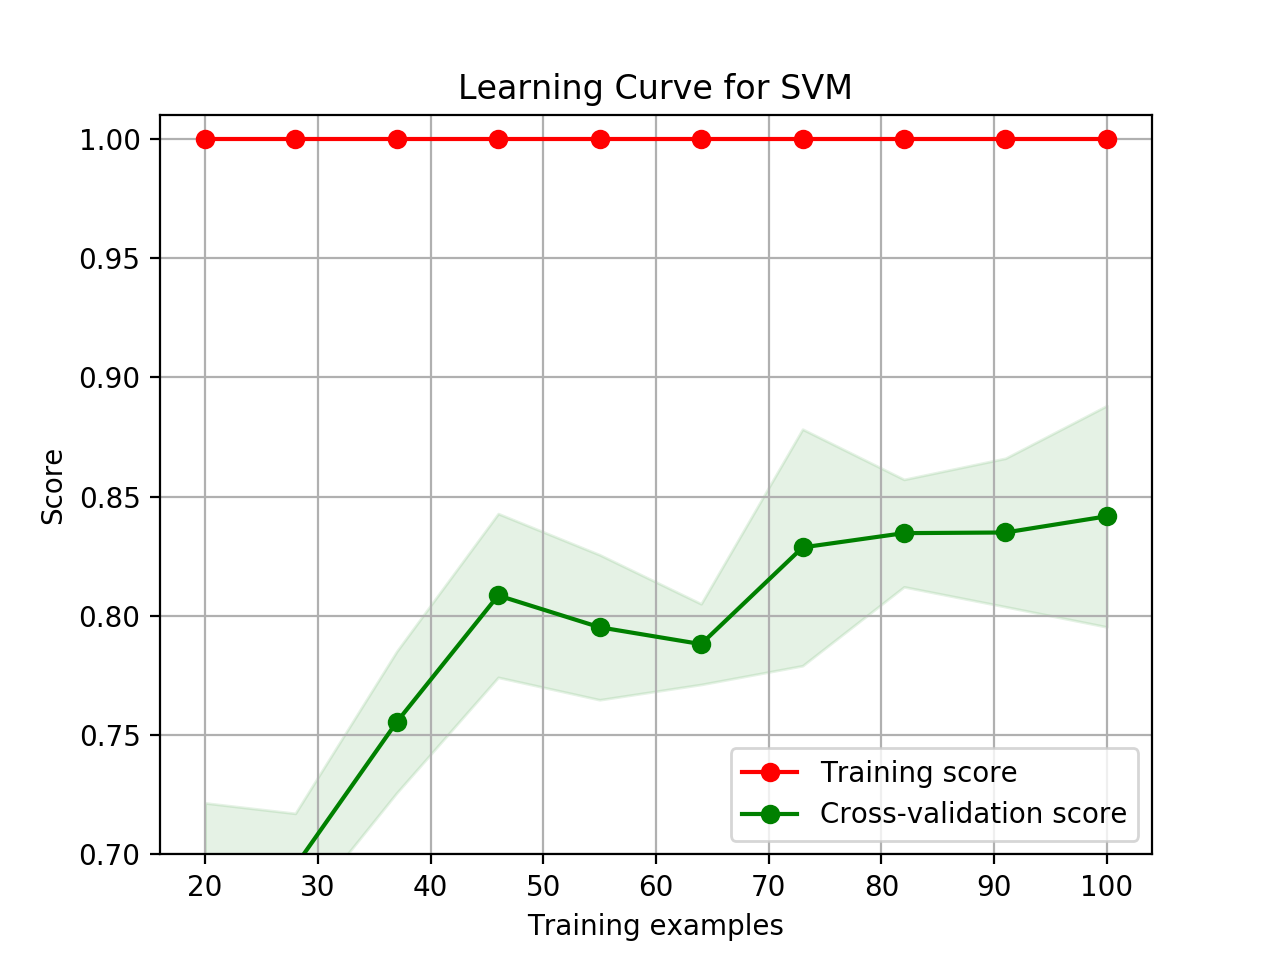 Learning Curve for SVM
1.00
0.95
0.90
0.85
0.80
0.75
0.70
Score
Training score
Cross-validation score
20 30 40 50 60 70 80 90 100
Training examples